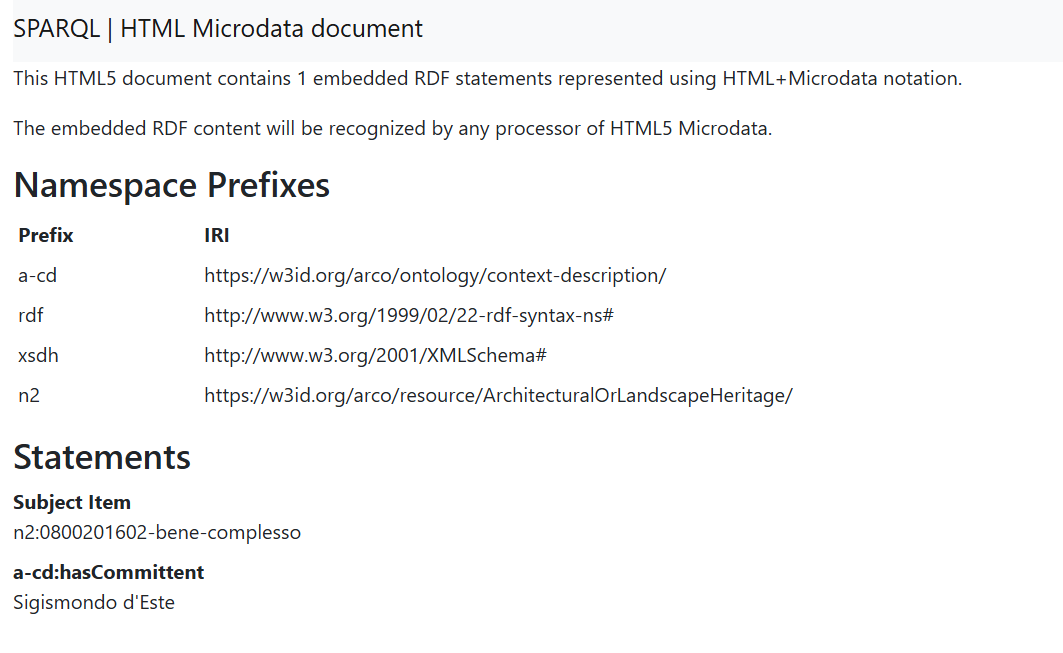 SPARQL | HTML Microdata document
This HTML5 document contains 1 embedded RDF statements represented using HTML+Microdata notation.
The embedded RDF content will be recognized by any processor of HTML5 Microdata.
Namespace Prefixes
Prefix IRI
a-cd https://w3id.org/arco/ontology/context-description/
rdf http://www.w3.org/1999/02/22-rdf-syntax-ns#
xsdh http://www.w3.org/2001/XMLSchema#
n2 https://w3id.org/arco/resource/ArchitecturalOrLandscapeHeritage/
Statements
Subject Item
n2:0800201602-bene-complesso
a-cd:hasCommittent
Sigismondo d'Este